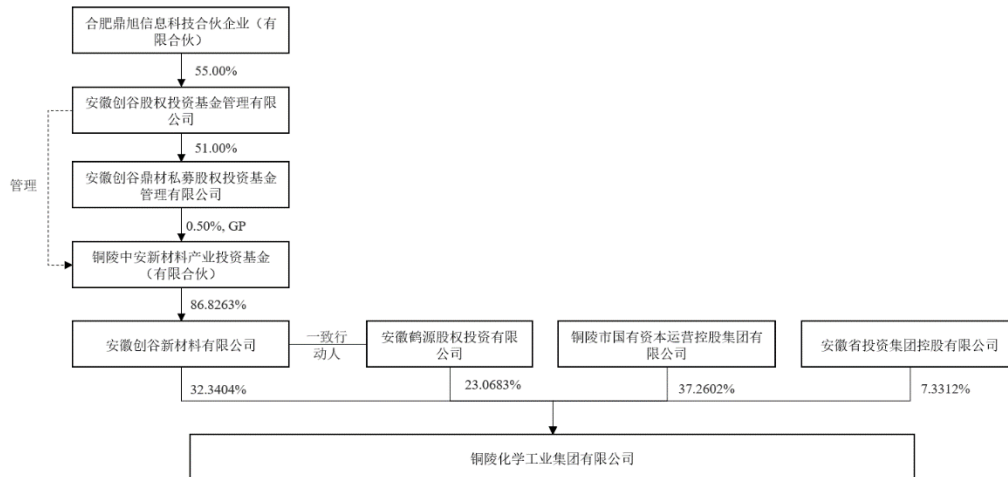 合肥鼎旭信息科技合伙企业（有
限合伙）
55.00%
安徽创谷股权投资基金管理有限
公司
51.00%
安徽创谷鼎材私募股权投资基金
管理有限公司
管理
0.50%, GP
铜陵中安新材料产业投资基金
（有限合伙）
86.8263%
安徽创谷新材料有限公司
一致行
动人
安徽鹤源股权投资有限
公司
铜陵市国有资本运营控股集团有
限公司
安徽省投资集团控股有限公司
32.3404%
23.0683%
37.2602%
7.3312%
铜陵化学工业集团有限公司